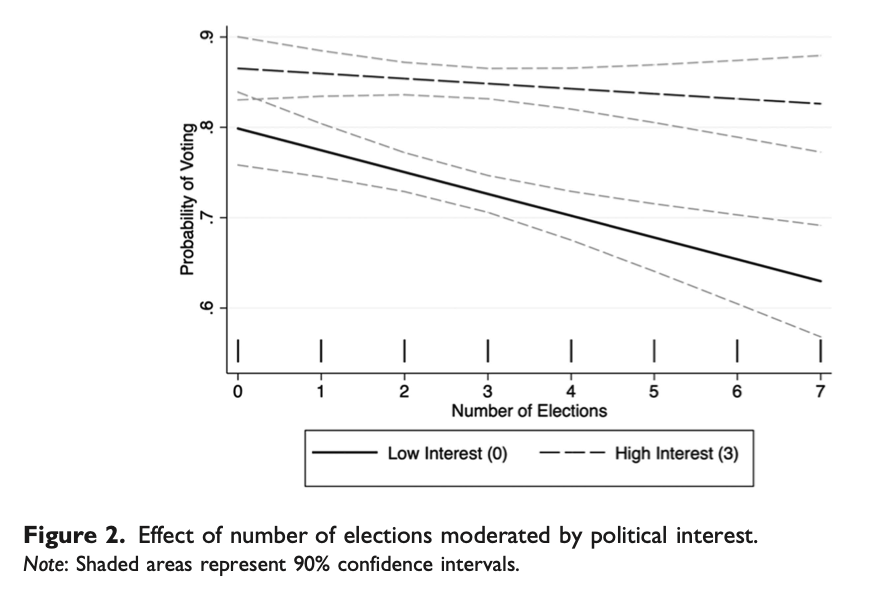 .9
.8
.7
.6
Probability of Voting
0 1 2 3 4 5 6 7
Number of Elections
Low Interest (0) High Interest (3)
Figure 2. Effect of number of elections moderated by political interest.
Note: Shaded areas represent 90% confidence intervals.